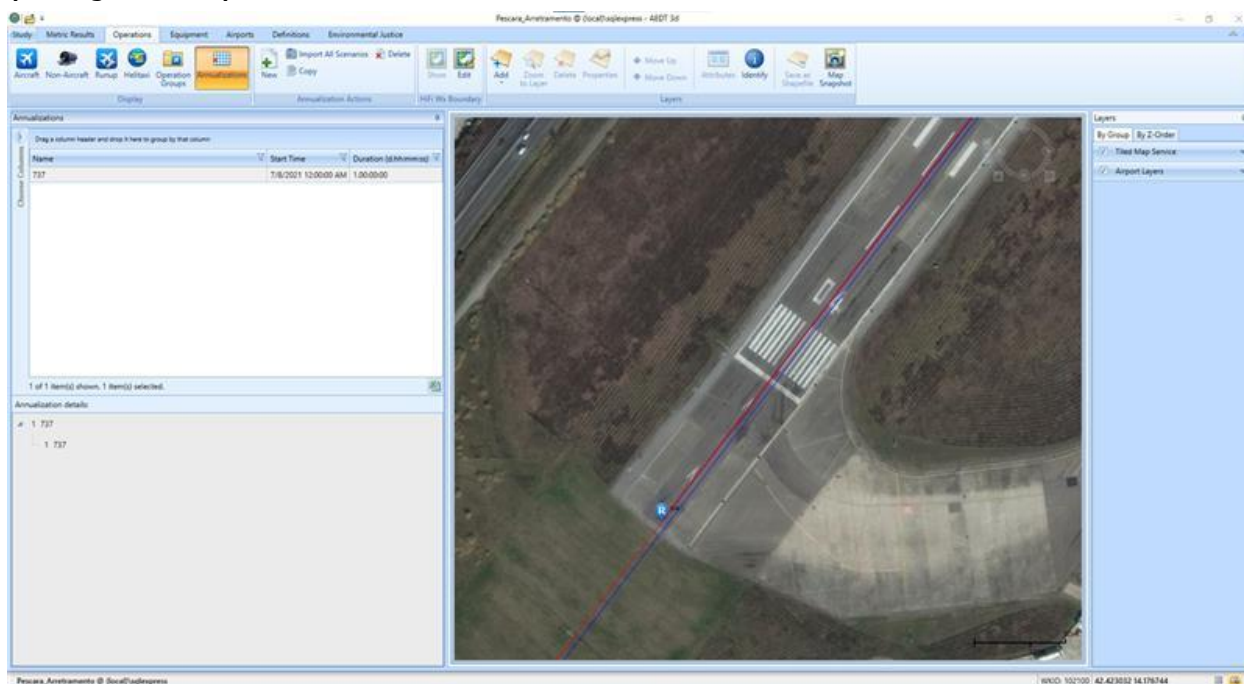 Pescara_Arretramento @ (local)\sqlexpress - AEDT 3d
Study Metric Results Operations Equipment Airports Definitions Environmental Justice
Aircraft Non-Aircraft Runup Helitaxi Operation Groups Annualizations
New Import All Scenarios Delete
Copy
Show Edit
Add Zoom to Layer Delete Properties Move Up
Move Down
Attributes Identify Save as Shapefile Map Snapshot
Display Annualization Actions HiFi Wx Boundary Layers
Annualizations
Choose Columns
Drag a column header and drop it here to group by that column
Name Start Time Duration (d.hh:mm:ss)
737 7/8/2021 12:00:00 AM 1.00:00:00
1 of 1 item(s) shown, 1 item(s) selected.
Annualization details:
1 737
1 737
R
Layers
By Group By Z-Order
Tiled Map Service
Airport Layers
Pescara_Arretramento @ (local)\sqlexpress WKID: 102100 42.423032 14.176744